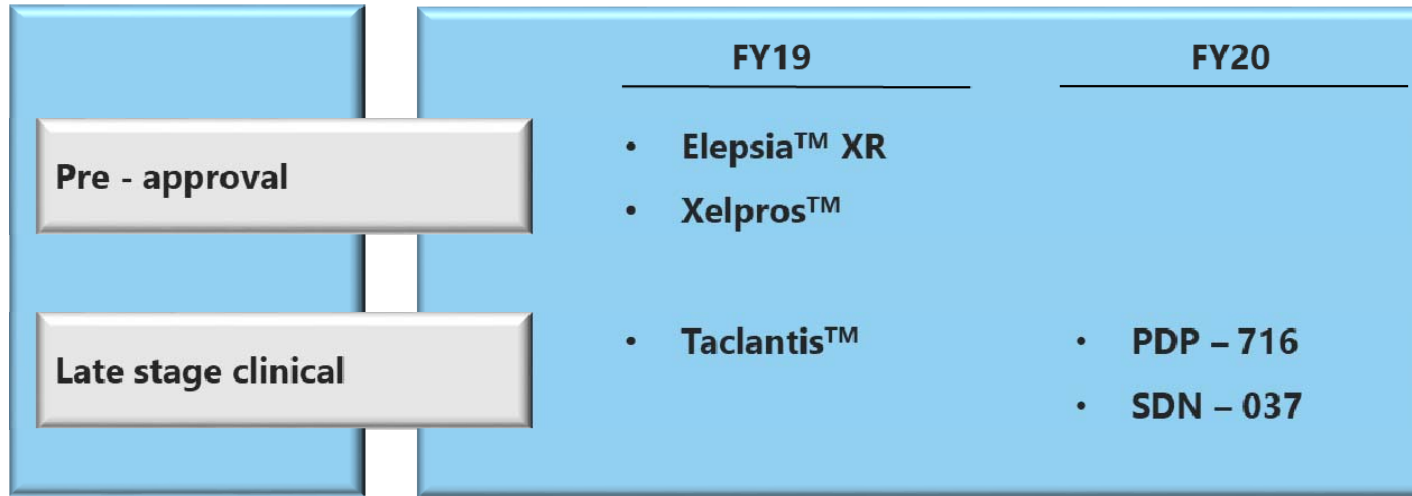 FY19 FY20
Pre - approval
• Elepsia™ XR
• Xelpros™
Late stage clinical
• Taclantis™ • PDP – 716
• SDN – 037